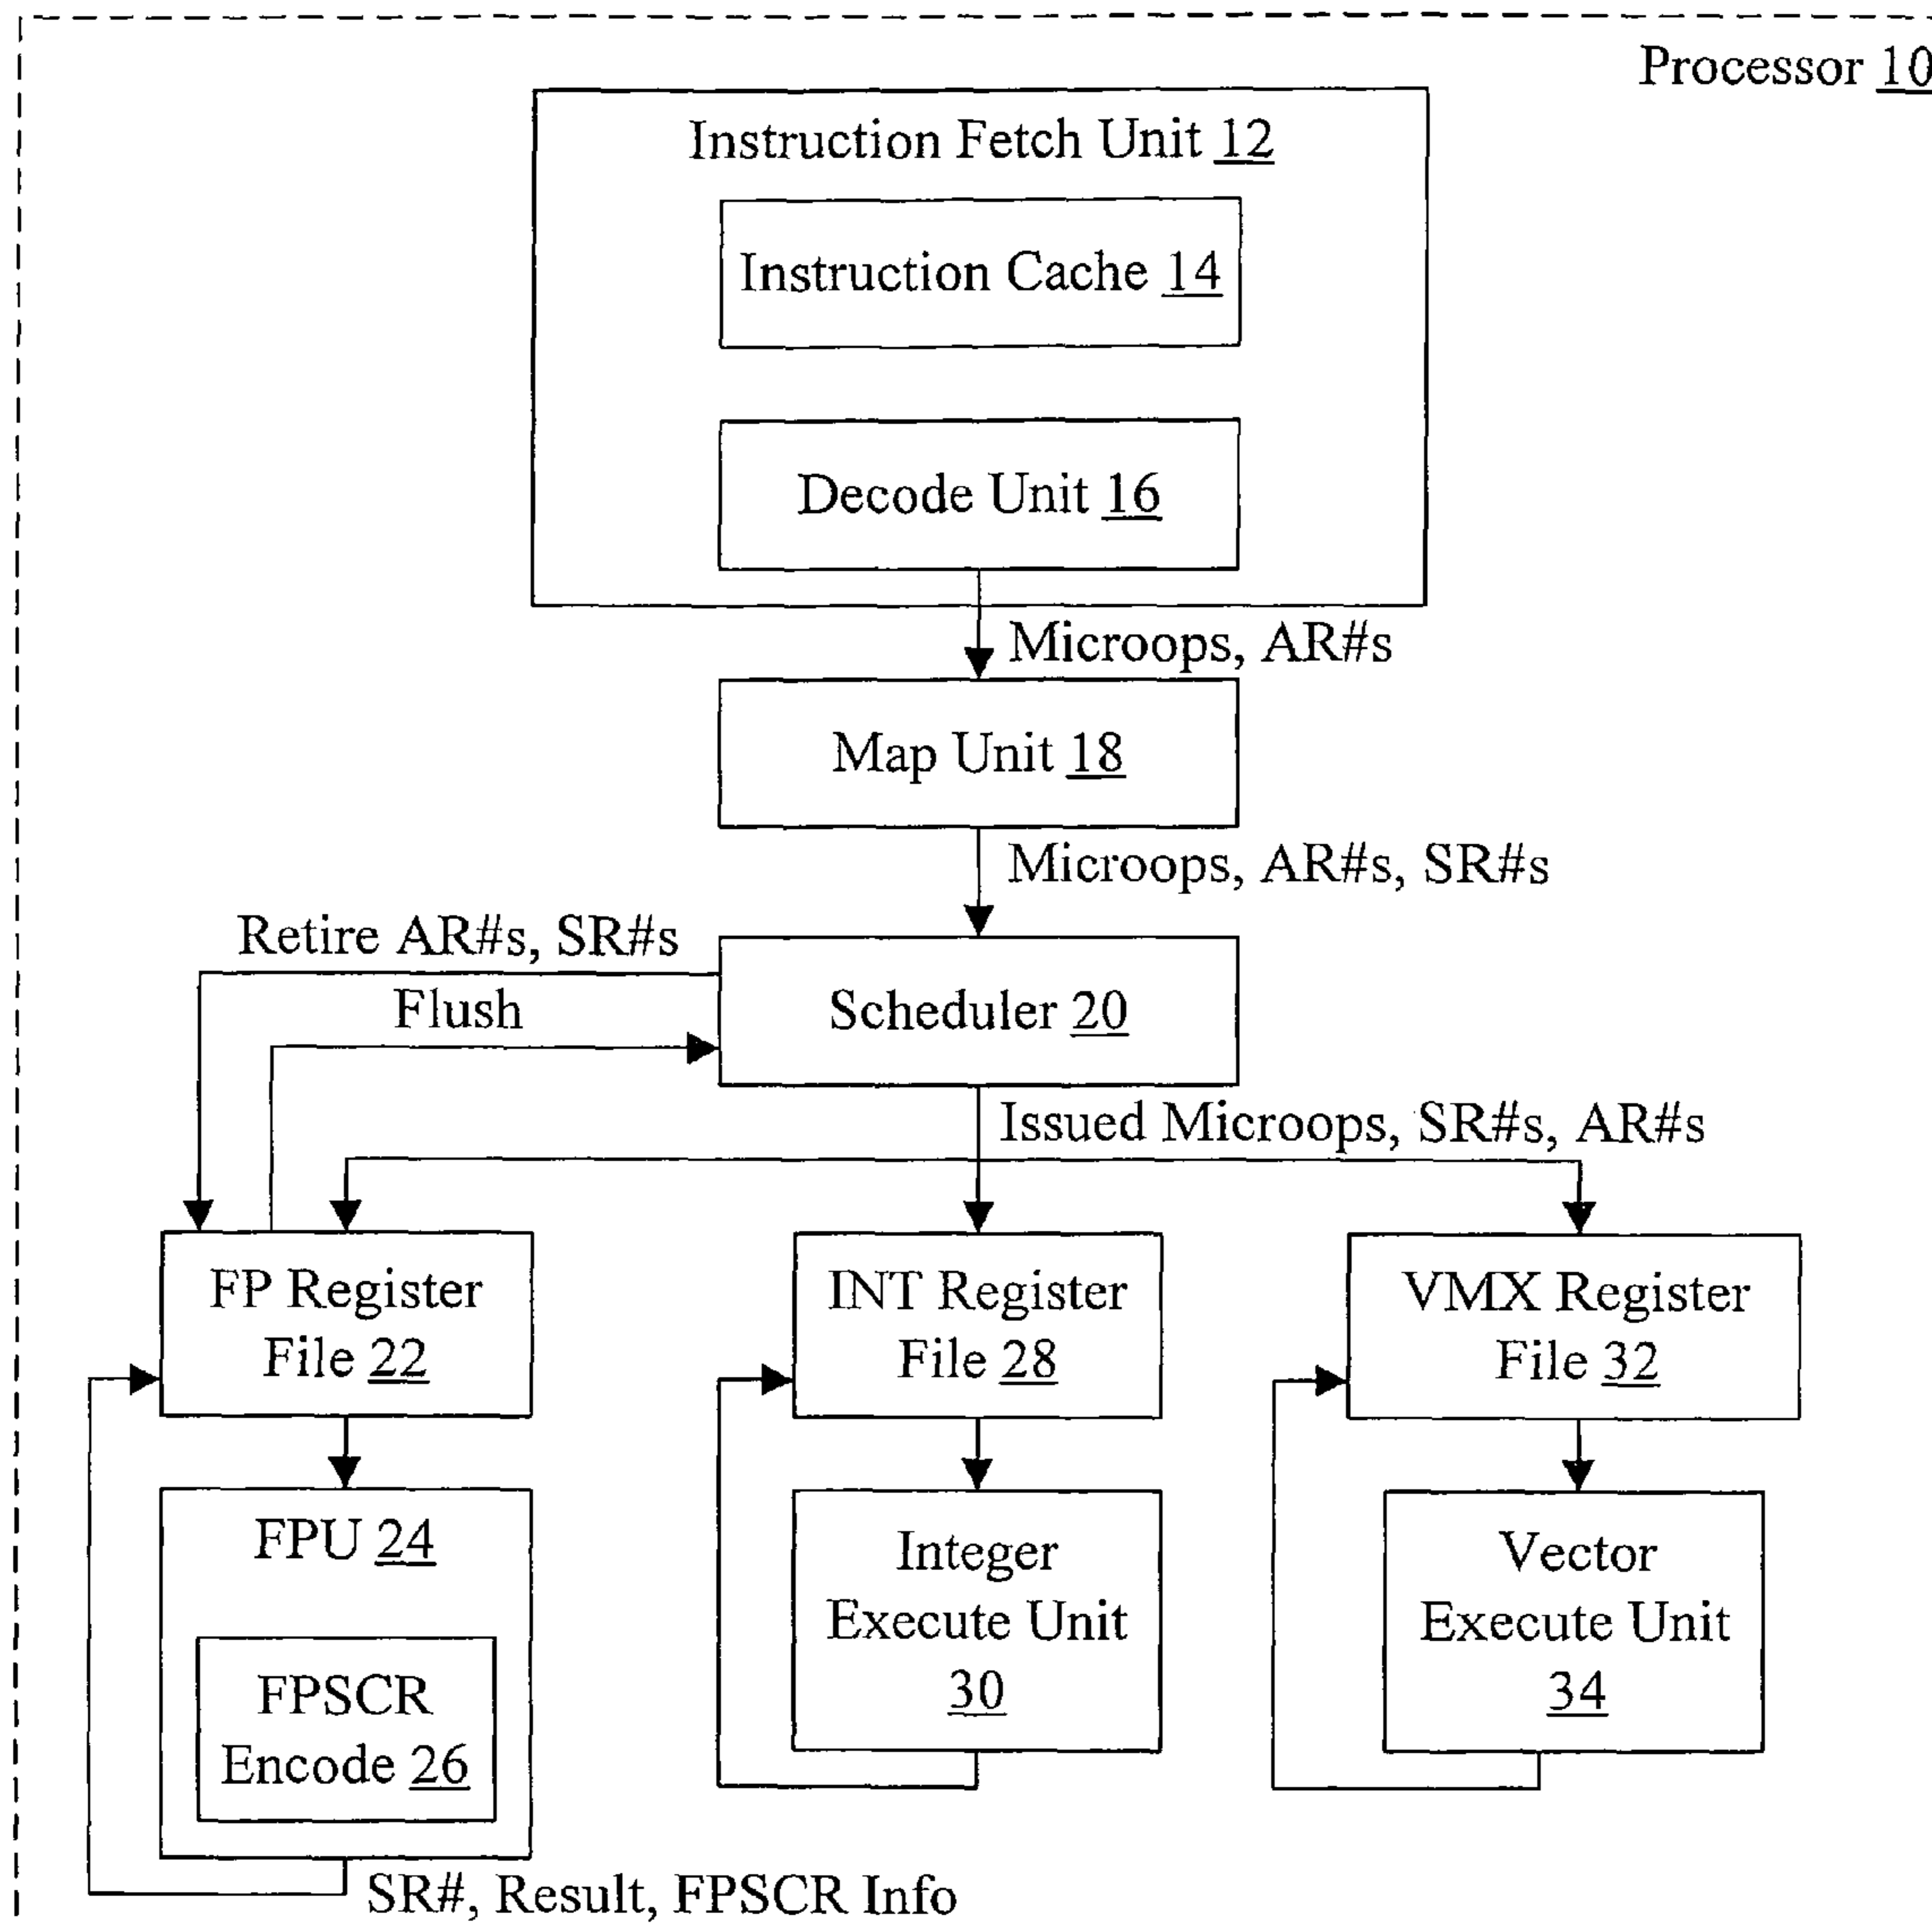 Processor 10
Instruction Fetch Unit 12
Instruction Cache 14
Decode Unit 16
Microops, AR#s
Map Unit 18
Microops, AR#s, SR#s
Retire AR#s, SR#s
Flush
Scheduler 20
Issued Microops, SR#s, AR#s
FP Register
File 22
INT Register
File 28
VMX Register
File 32
FPU 24
FPSCR
Encode 26
Integer
Execute Unit
30
Vector
Execute Unit
34
SR#, Result, FPSCR Info